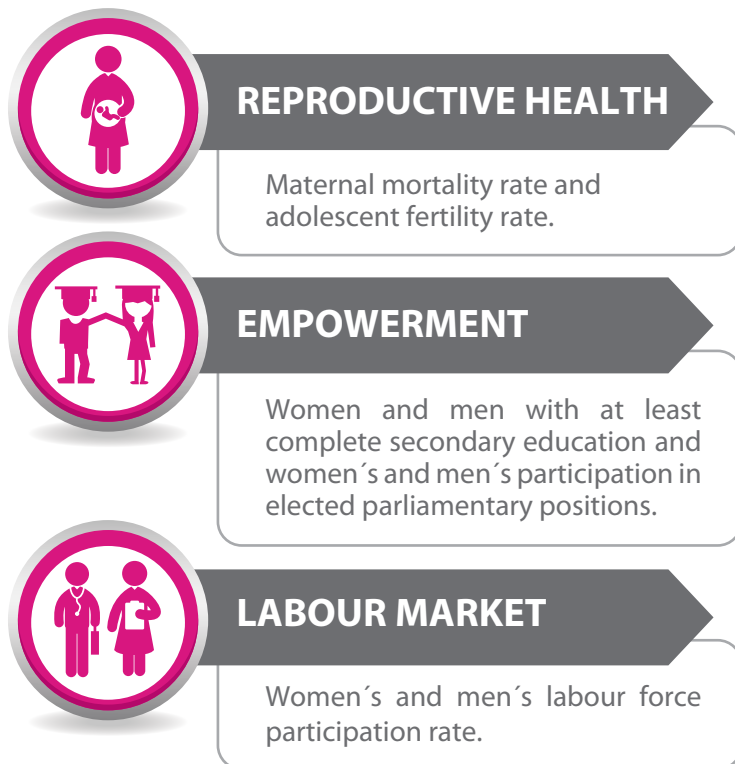 REPRODUCTIVE HEALTH
Maternal mortality rate and
adolescent fertility rate.
EMPOWERMENT
Women and men with at least
complete secondary education and
women´s and men´s participation in
elected parliamentary positions.
LABOUR MARKET
Women´s and men´s labour force
participation rate.